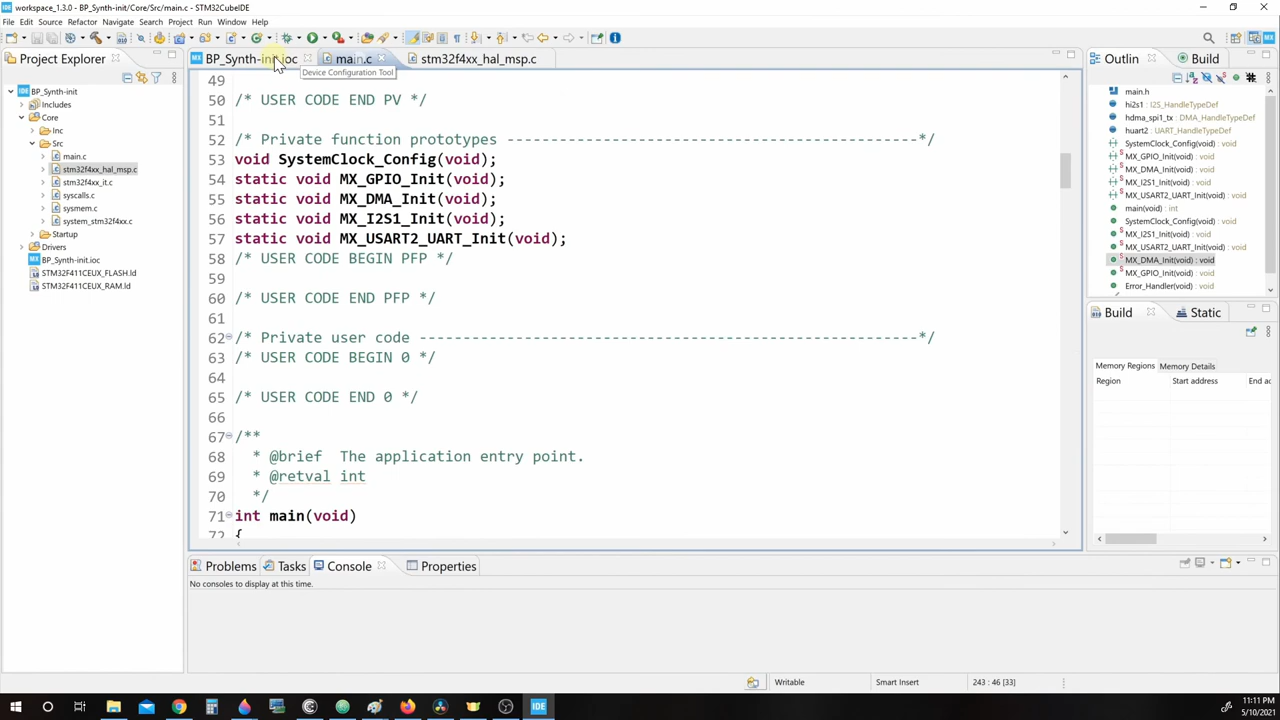 workspace_1.3.0 - BP_Synth-init/Core/Src/main.c - STM32CubeIDE
File Edit Source Refactor Navigate Search Project Run Window Help
Project Explorer
BP_Synth-init
Includes
Core
Inc
Src
main.c
stm32f4xx_hal_msp.c
stm32f4xx_it.c
syscalls.c
sysmem.c
system_stm32f4xx.c
Startup
Drivers
BP_Synth-init.ioc
STM32F411CEUX_FLASH.ld
STM32F411CEUX_RAM.ld
BP_Synth-init.ioc main.c stm32f4xx_hal_msp.c
Device Configuration Tool
49
50 /* USER CODE END PV */
51
52 /* Private function prototypes -----------------------------------------------*/
53 void SystemClock_Config(void);
54 static void MX_GPIO_Init(void);
55 static void MX_DMA_Init(void);
56 static void MX_I2S1_Init(void);
57 static void MX_USART2_UART_Init(void);
58 /* USER CODE BEGIN PFP */
59
60 /* USER CODE END PFP */
61
62 /* Private user code ---------------------------------------------------------*/
63 /* USER CODE BEGIN 0 */
64
65 /* USER CODE END 0 */
66
67 /**
68 * @brief The application entry point.
69 * @retval int
70 */
71 int main(void)
72 {
Problems Tasks Console Properties
No consoles to display at this time.
Outlin Build
main.h
hi2s1 : I2S_HandleTypeDef
hdma_spi1_tx : DMA_HandleTypeDef
huart2 : UART_HandleTypeDef
SystemClock_Config(void) : void
MX_GPIO_Init(void) : void
MX_DMA_Init(void) : void
MX_I2S1_Init(void) : void
MX_USART2_UART_Init(void) : void
main(void) : int
SystemClock_Config(void) : void
MX_I2S1_Init(void) : void
MX_USART2_UART_Init(void) : void
MX_DMA_Init(void) : void
MX_GPIO_Init(void) : void
Error_Handler(void) : void
Build Static
Memory Regions Memory Details
Region Start address End ac
Writable Smart Insert 243 : 46 [33]
IDE
11:11 PM
5/10/2021